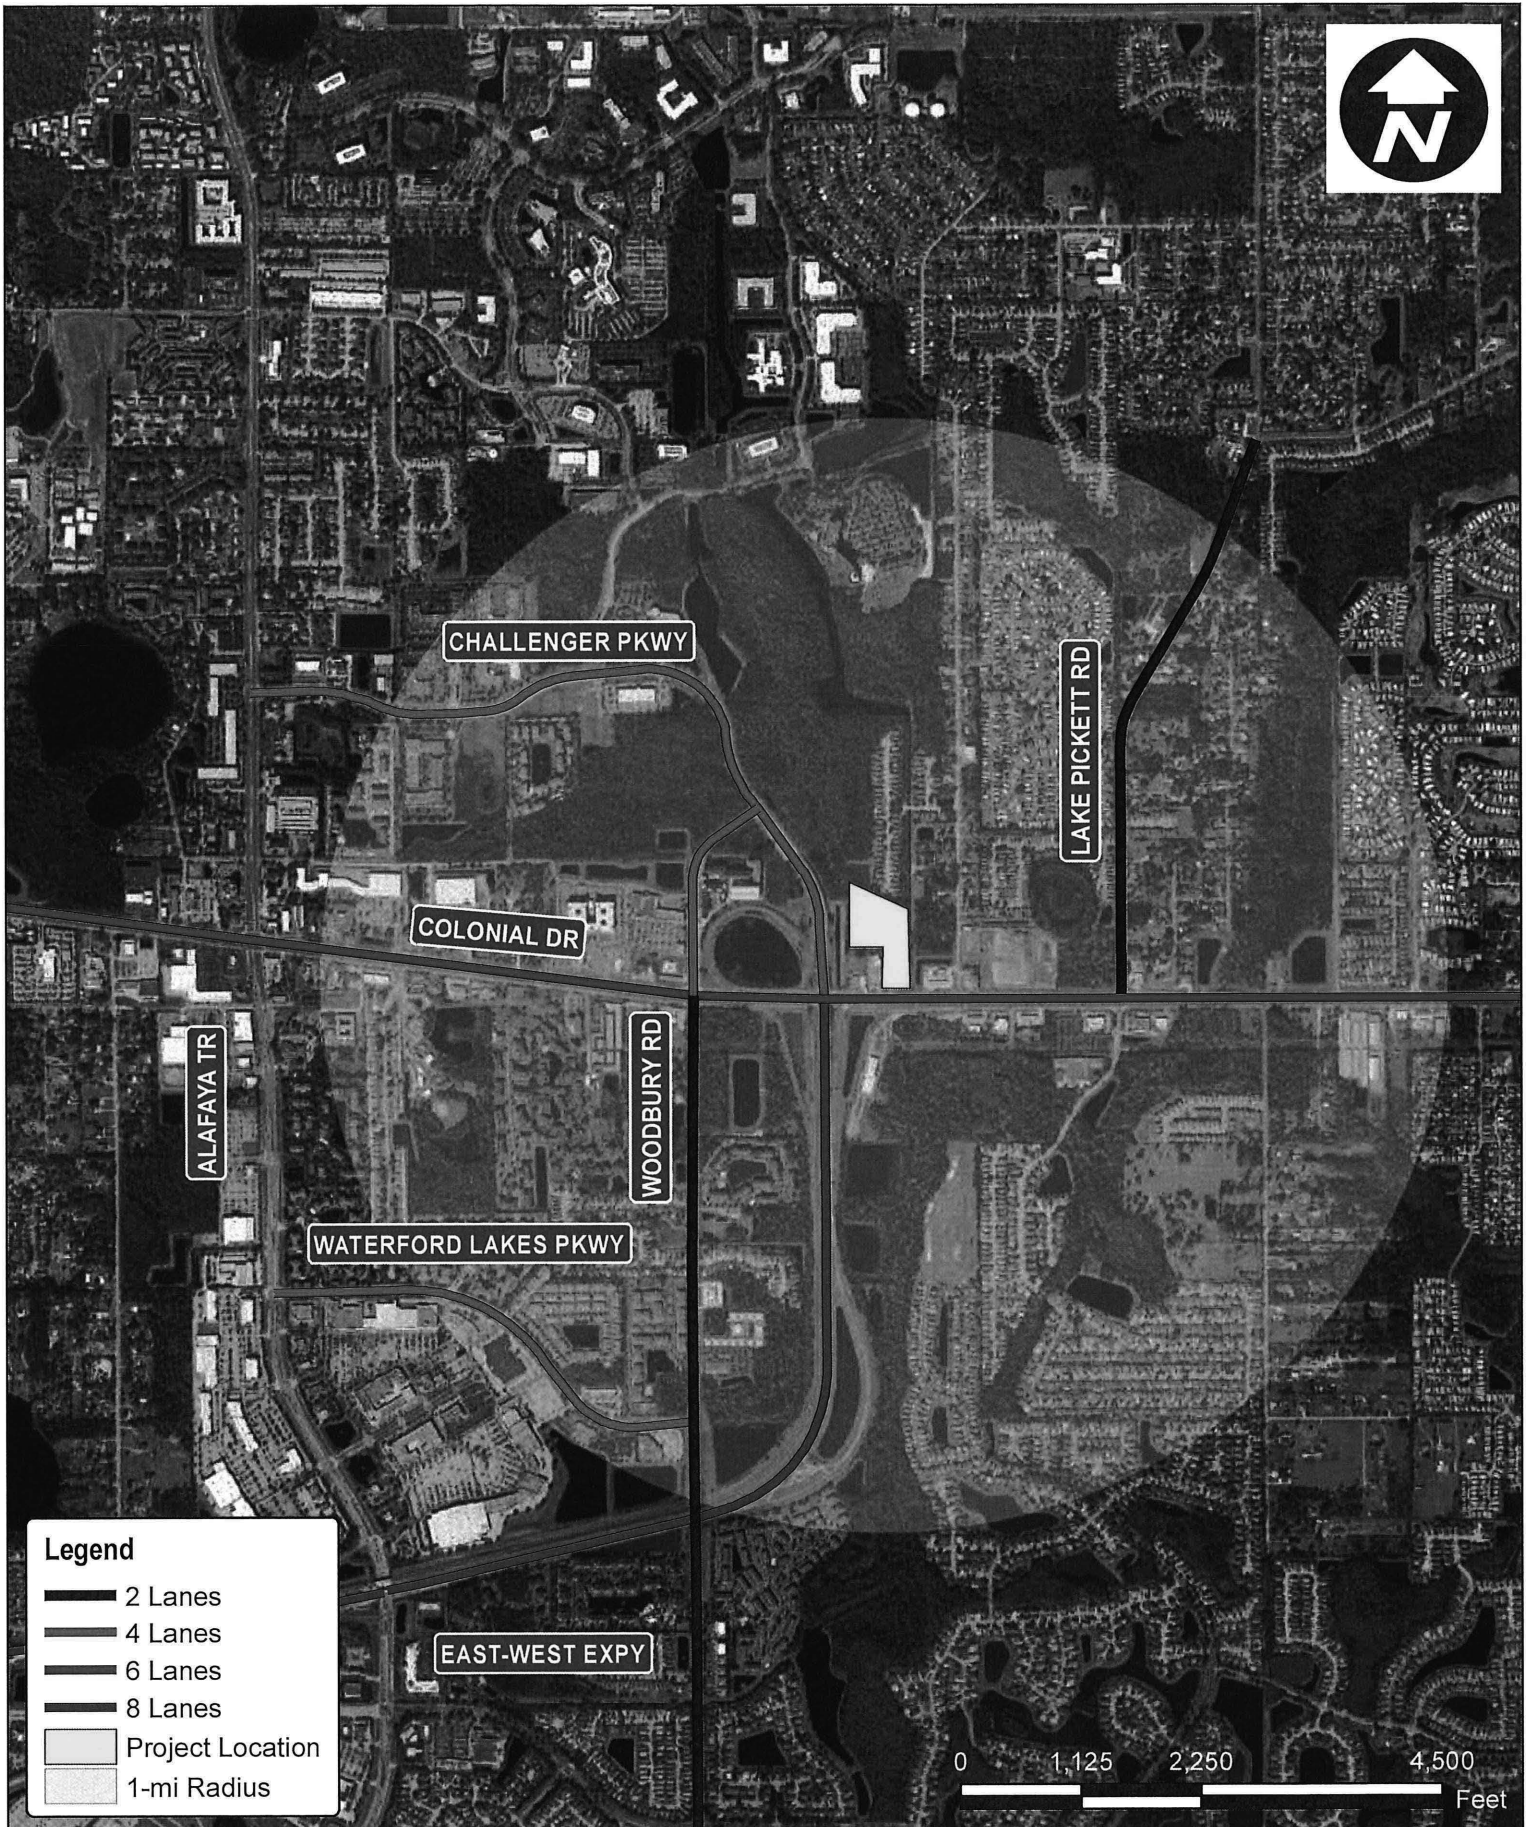 N
CHALLENGER PKWY
LAKE PICKETT RD
COLONIAL DR
ALAFAYA TR
WOODBURY RD
WATERFORD LAKES PKWY
EAST-WEST EXPY
Legend
2 Lanes
4 Lanes
6 Lanes
8 Lanes
Project Location
1-mi Radius
0 1,125 2,250 4,500
Feet